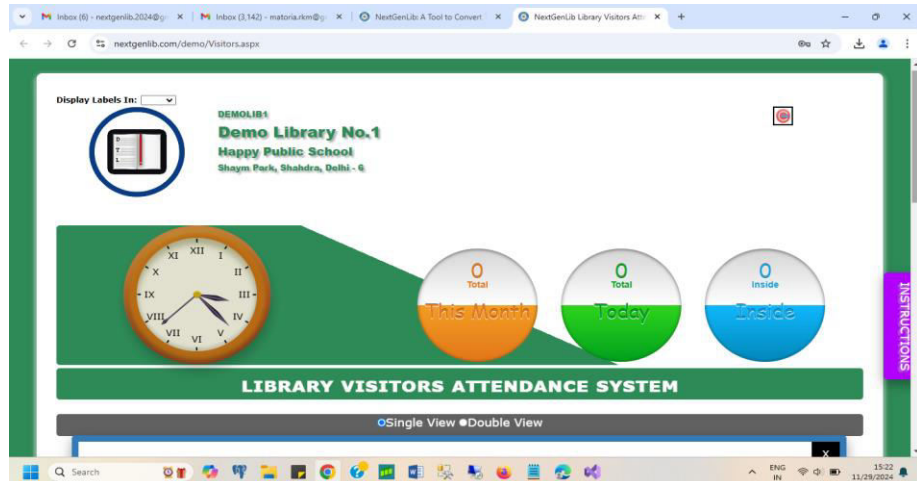 Inbox (6) - nextgenlib.2024@g
Inbox (3,142) - matoria.rkm@g
NextGenLib: A Tool to Convert
NextGenLib Library Visitors Att
nextgenlib.com/demo/Visitors.aspx
Display Labels In:
DEMOLIB1
Demo Library No.1
Happy Public School
Shaym Park, Shahdra, Delhi - 6
XII
I
II
III
IV
V
VI
VII
VIII
IX
X
XI
0
Total
This Month
0
Total
Today
0
Inside
Inside
INSTRUCTIONS
LIBRARY VISITORS ATTENDANCE SYSTEM
Single View Double View
X
Search
ENG
IN
15:22
11/29/2024